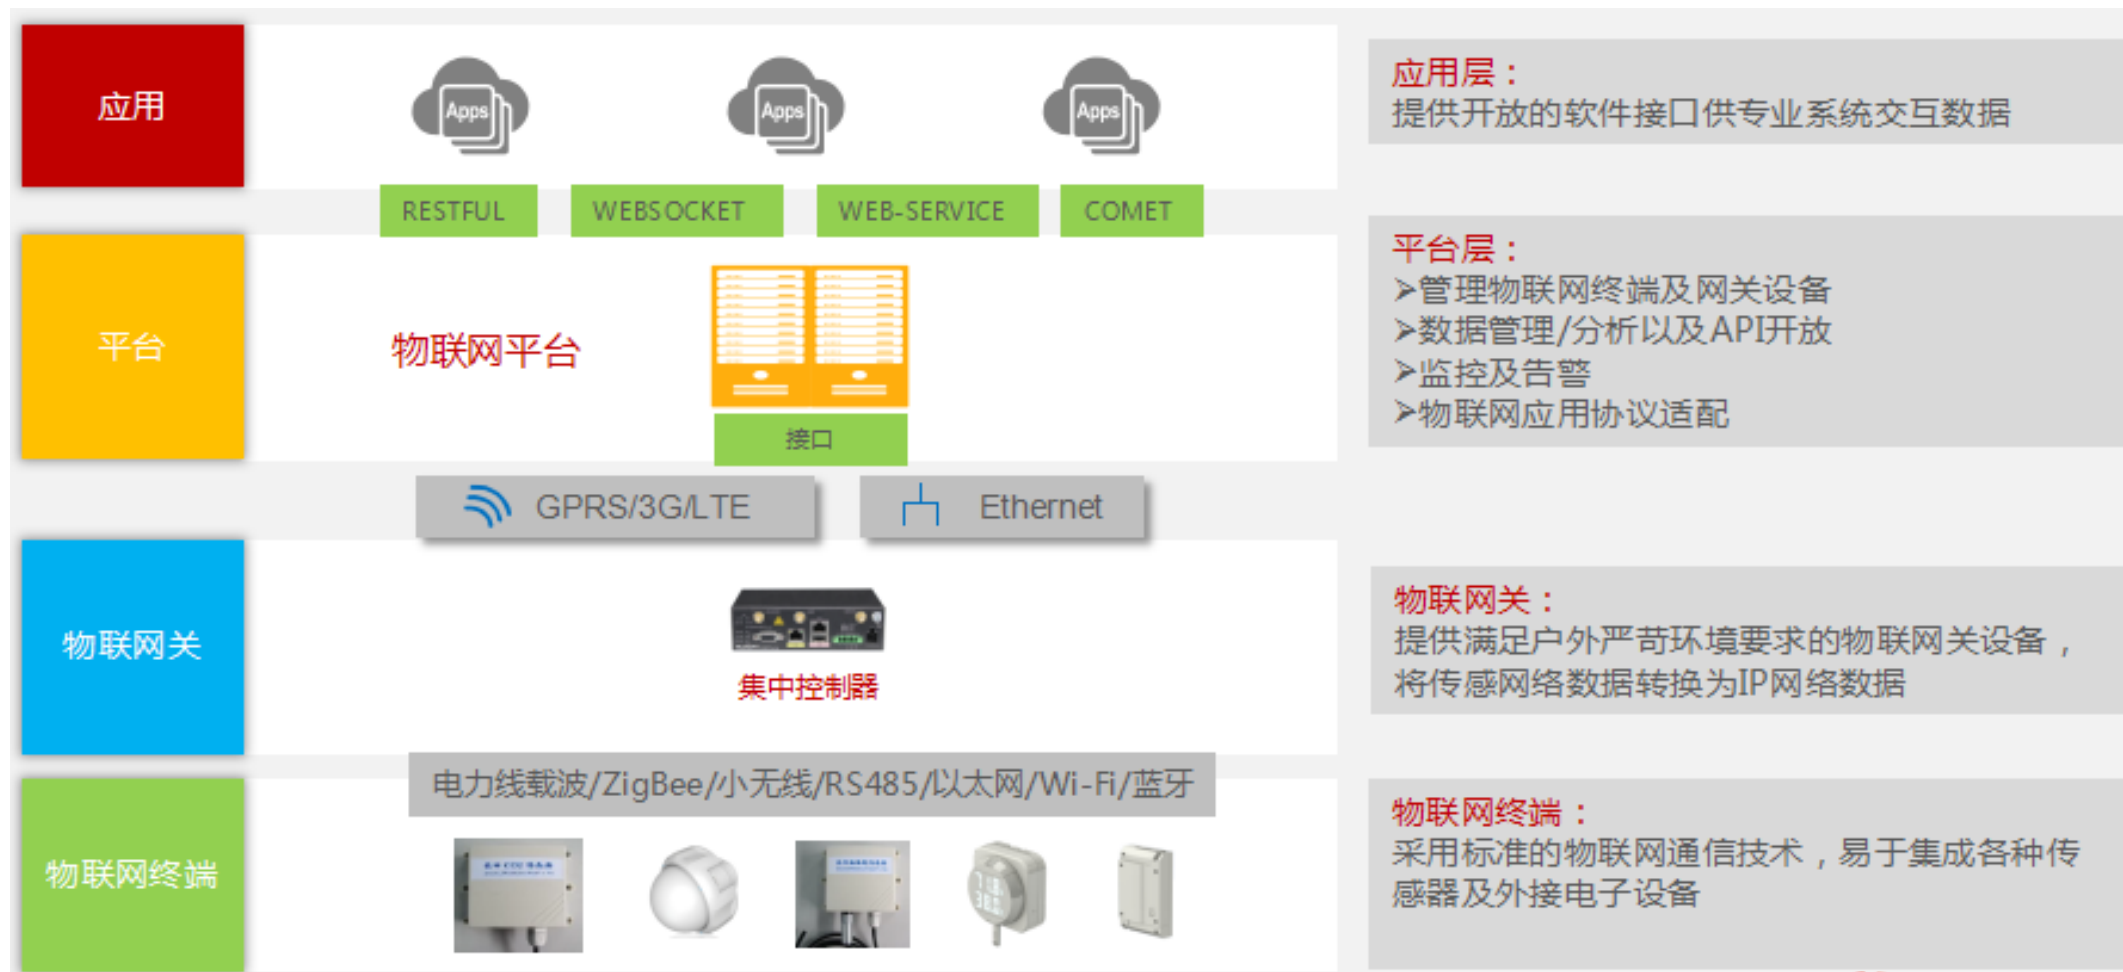 应用
Apps
Apps
Apps
应用层：
提供开放的软件接口供专业系统交互数据
RESTFUL
WEBSOCKET
WEB-SERVICE
COMET
平台
物联网平台
接口
平台层：
➢管理物联网终端及网关设备
➢数据管理/分析以及API开放
➢监控及告警
➢物联网应用协议适配
GPRS/3G/LTE
Ethernet
物联网关
集中控制器
物联网关：
提供满足户外严苛环境要求的物联网关设备，
将传感网络数据转换为IP网络数据
电力线载波/ZigBee/小无线/RS485/以太网/Wi-Fi/蓝牙
物联网终端
物联网终端：
采用标准的物联网通信技术，易于集成各种传
感器及外接电子设备